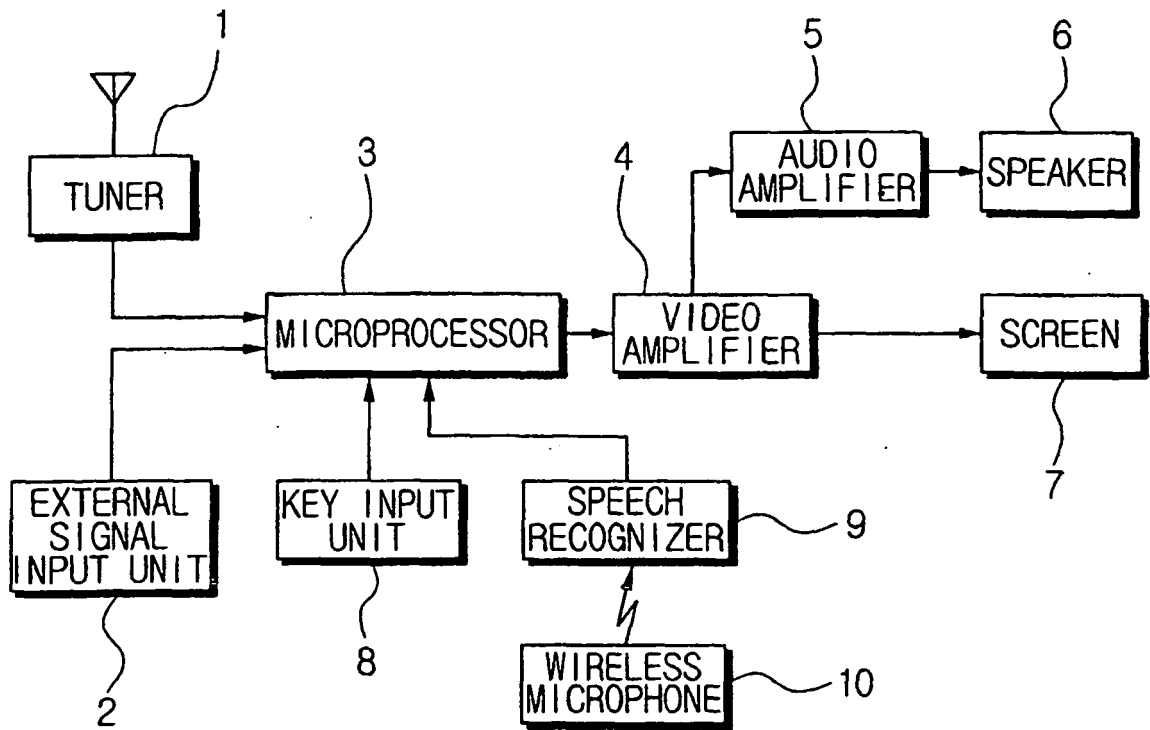 1
5
6
3
4
TUNER
AUDIO
AMPLIFIER
SPEAKER
MICROPROCESSOR
VIDEO
AMPLIFIER
SCREEN
7
EXTERNAL
SIGNAL
INPUT UNIT
KEY INPUT
UNIT
SPEECH
RECOGNIZER
9
2
8
WIRELESS
MICROPHONE
10